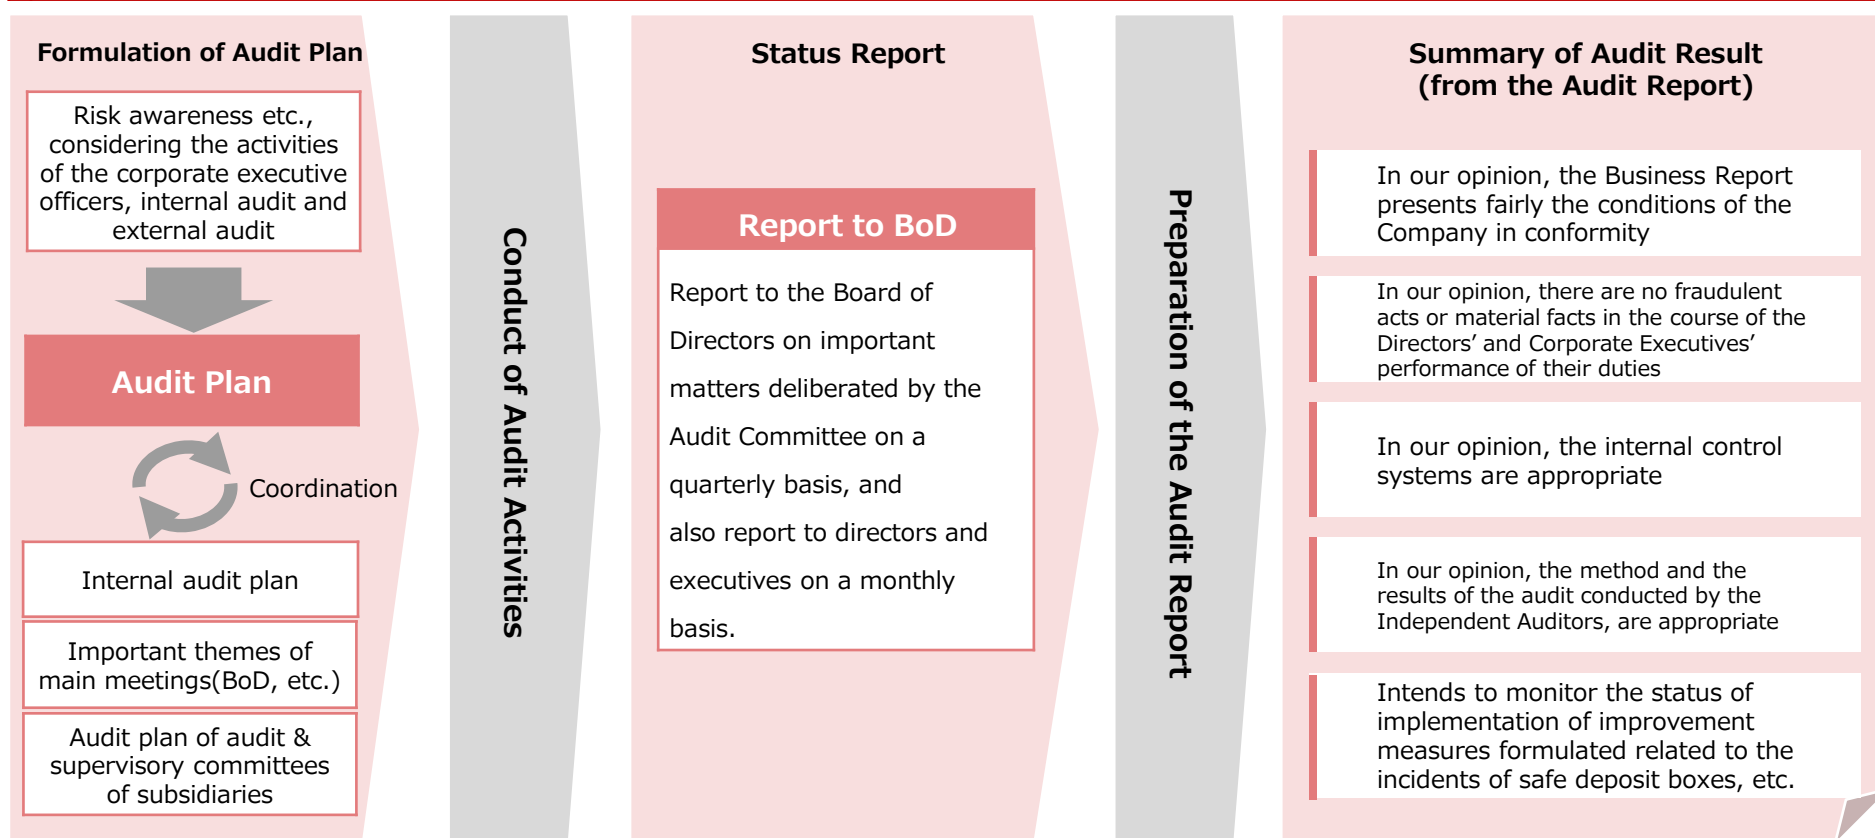 Formulation of Audit Plan
Risk awareness etc.,
considering the activities
of the corporate executive
officers, internal audit and
external audit
Audit Plan
Coordination
Internal audit plan
Important themes of
main meetings(BoD, etc.)
Audit plan of audit &
supervisory committees
of subsidiaries
Conduct of Audit Activities
Status Report
Report to BoD
Report to the Board of
Directors on important
matters deliberated by the
Audit Committee on a
quarterly basis, and
also report to directors and
executives on a monthly
basis.
Preparation of the Audit Report
Summary of Audit Result
(from the Audit Report)
In our opinion, the Business Report
presents fairly the conditions of the
Company in conformity
In our opinion, there are no fraudulent
acts or material facts in the course of the
Directors’ and Corporate Executives’
performance of their duties
In our opinion, the internal control
systems are appropriate
In our opinion, the method and the
results of the audit conducted by the
Independent Auditors, are appropriate
Intends to monitor the status of
implementation of improvement
measures formulated related to the
incidents of safe deposit boxes, etc.